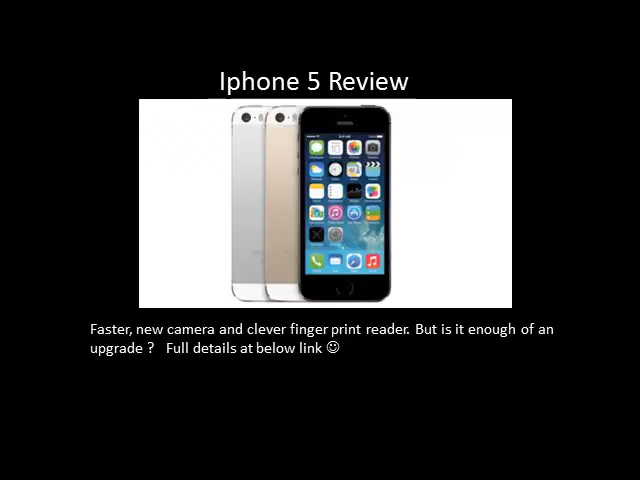 Iphone 5 Review
Faster, new camera and clever finger print reader. But is it enough of an
upgrade ? Full details at below link ☺